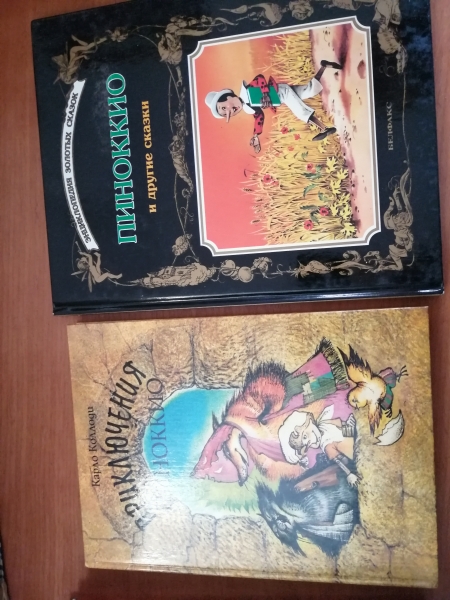 ЭНЦИКЛОПЕДИЯ ЗОЛОТЫХ СКАЗОК
ПИНОККИО
и другие сказки
БЕЛФАКС
Карло Коллоди
ПРИКЛЮЧЕНИЯ
ПИНОККИО